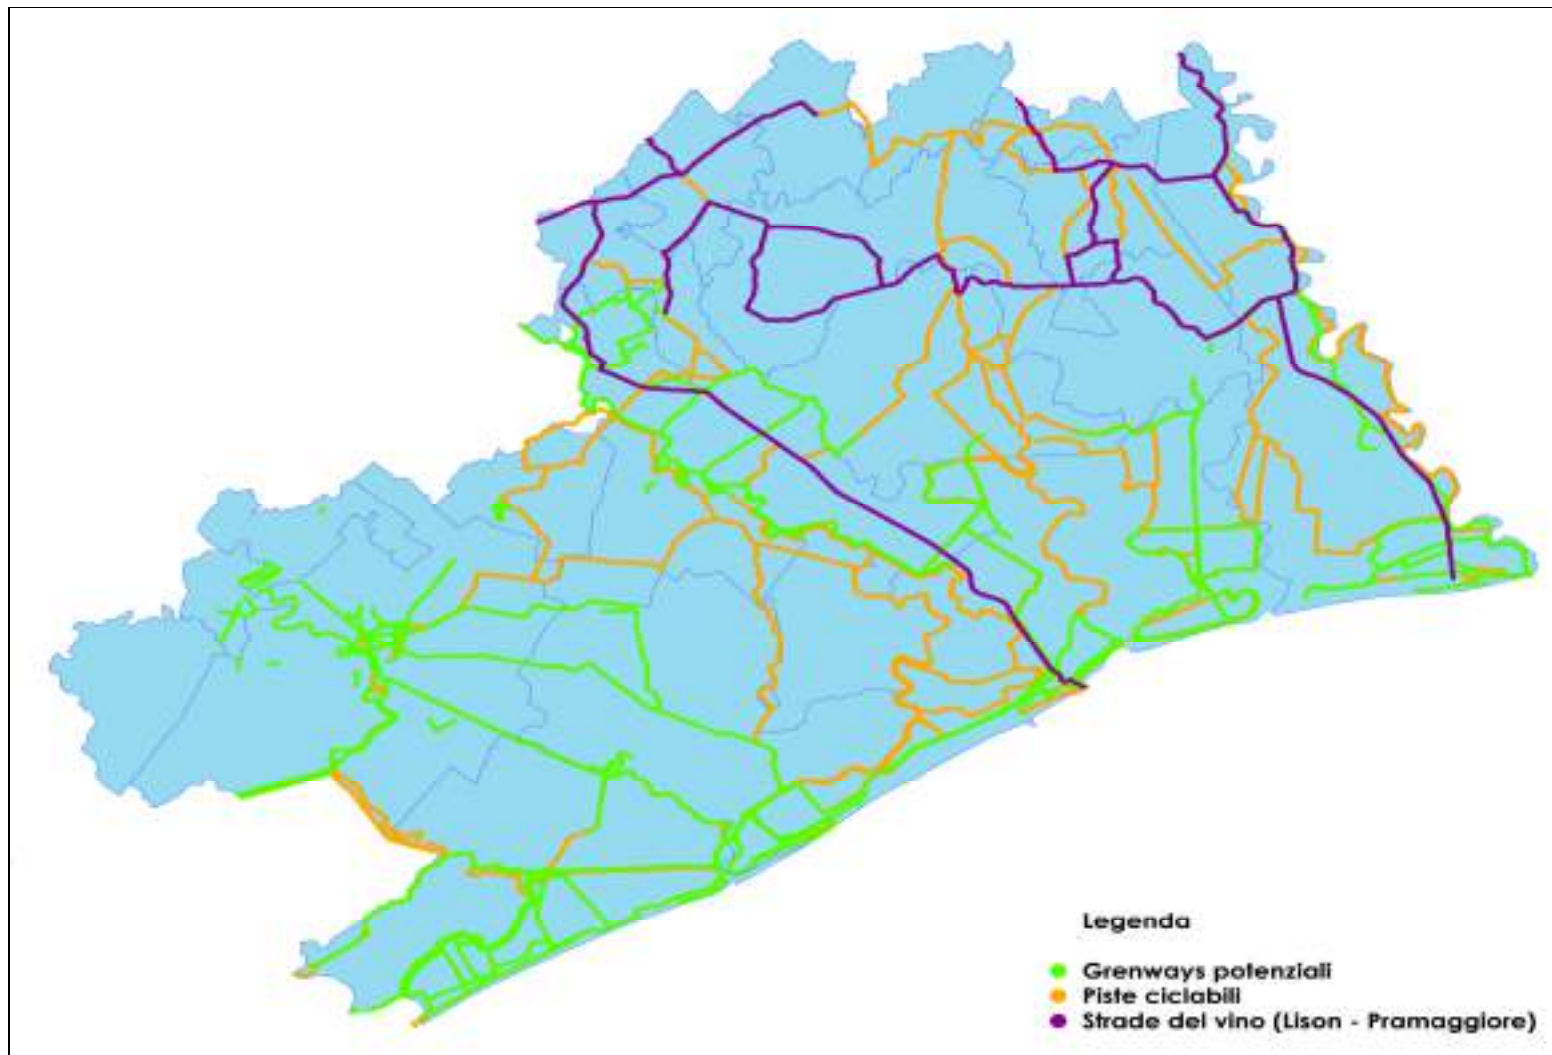 Legenda
Grenways potenziali
Piste ciclabili
Strade del vino (Lison - Pramaggiore)